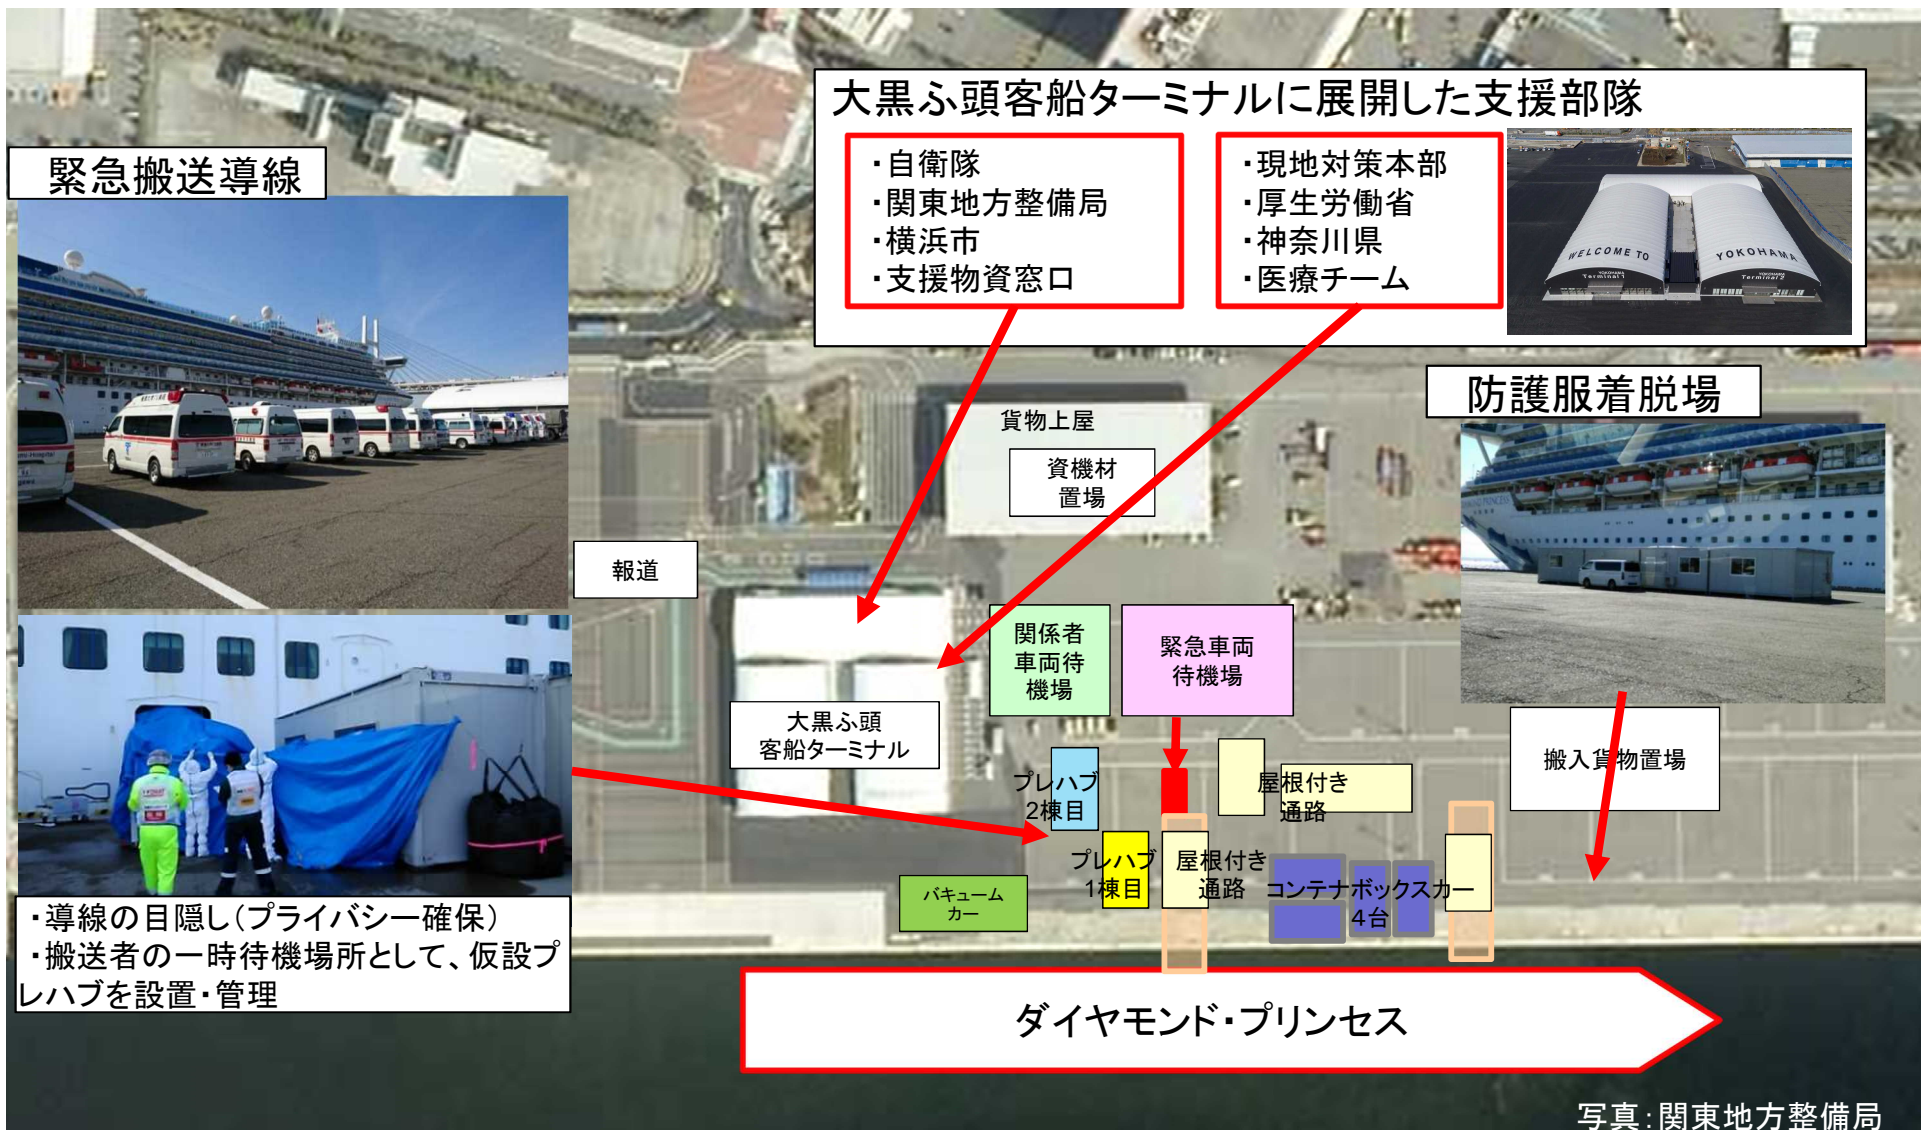 大黒ふ頭客船ターミナルに展開した支援部隊
・自衛隊
・関東地方整備局
・横浜市
・支援物資窓口
・現地対策本部
・厚生労働省
・神奈川県
・医療チーム
WELCOME TO
YOKOHAMA
YOKOHAMA
Terminal 1
YOKOHAMA
Terminal 2
緊急搬送導線
防護服着脱場
貨物上屋
資機材
置場
報道
関係者
車両待
機場
緊急車両
待機場
大黒ふ頭
客船ターミナル
搬入貨物置場
プレハブ
2棟目
屋根付き
通路
プレハブ
1棟目
屋根付き
通路
コンテナボックスカー
4台
バキューム
カー
・導線の目隠し(プライバシー確保)
・搬送者の一時待機場所として、仮設プ
レハブを設置・管理
ダイヤモンド・プリンセス
写真:関東地方整備局